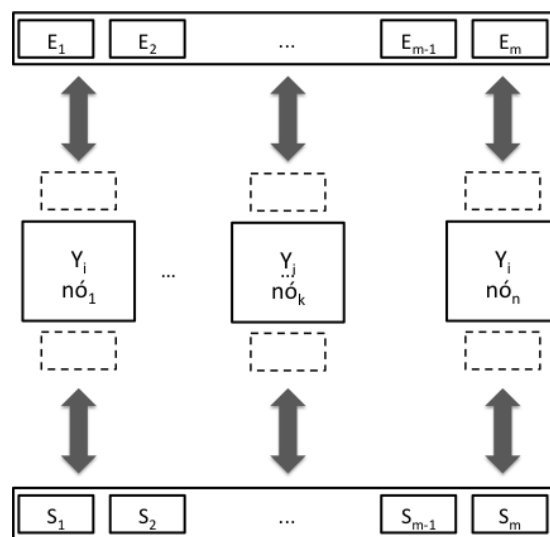 E₁ E₂ ... Eₘ₋₁ Eₘ
Yᵢ ... Yⱼ Yᵢ
...
nó₁ nóₖ nóₙ
S₁ S₂ ... Sₘ₋₁ Sₘ